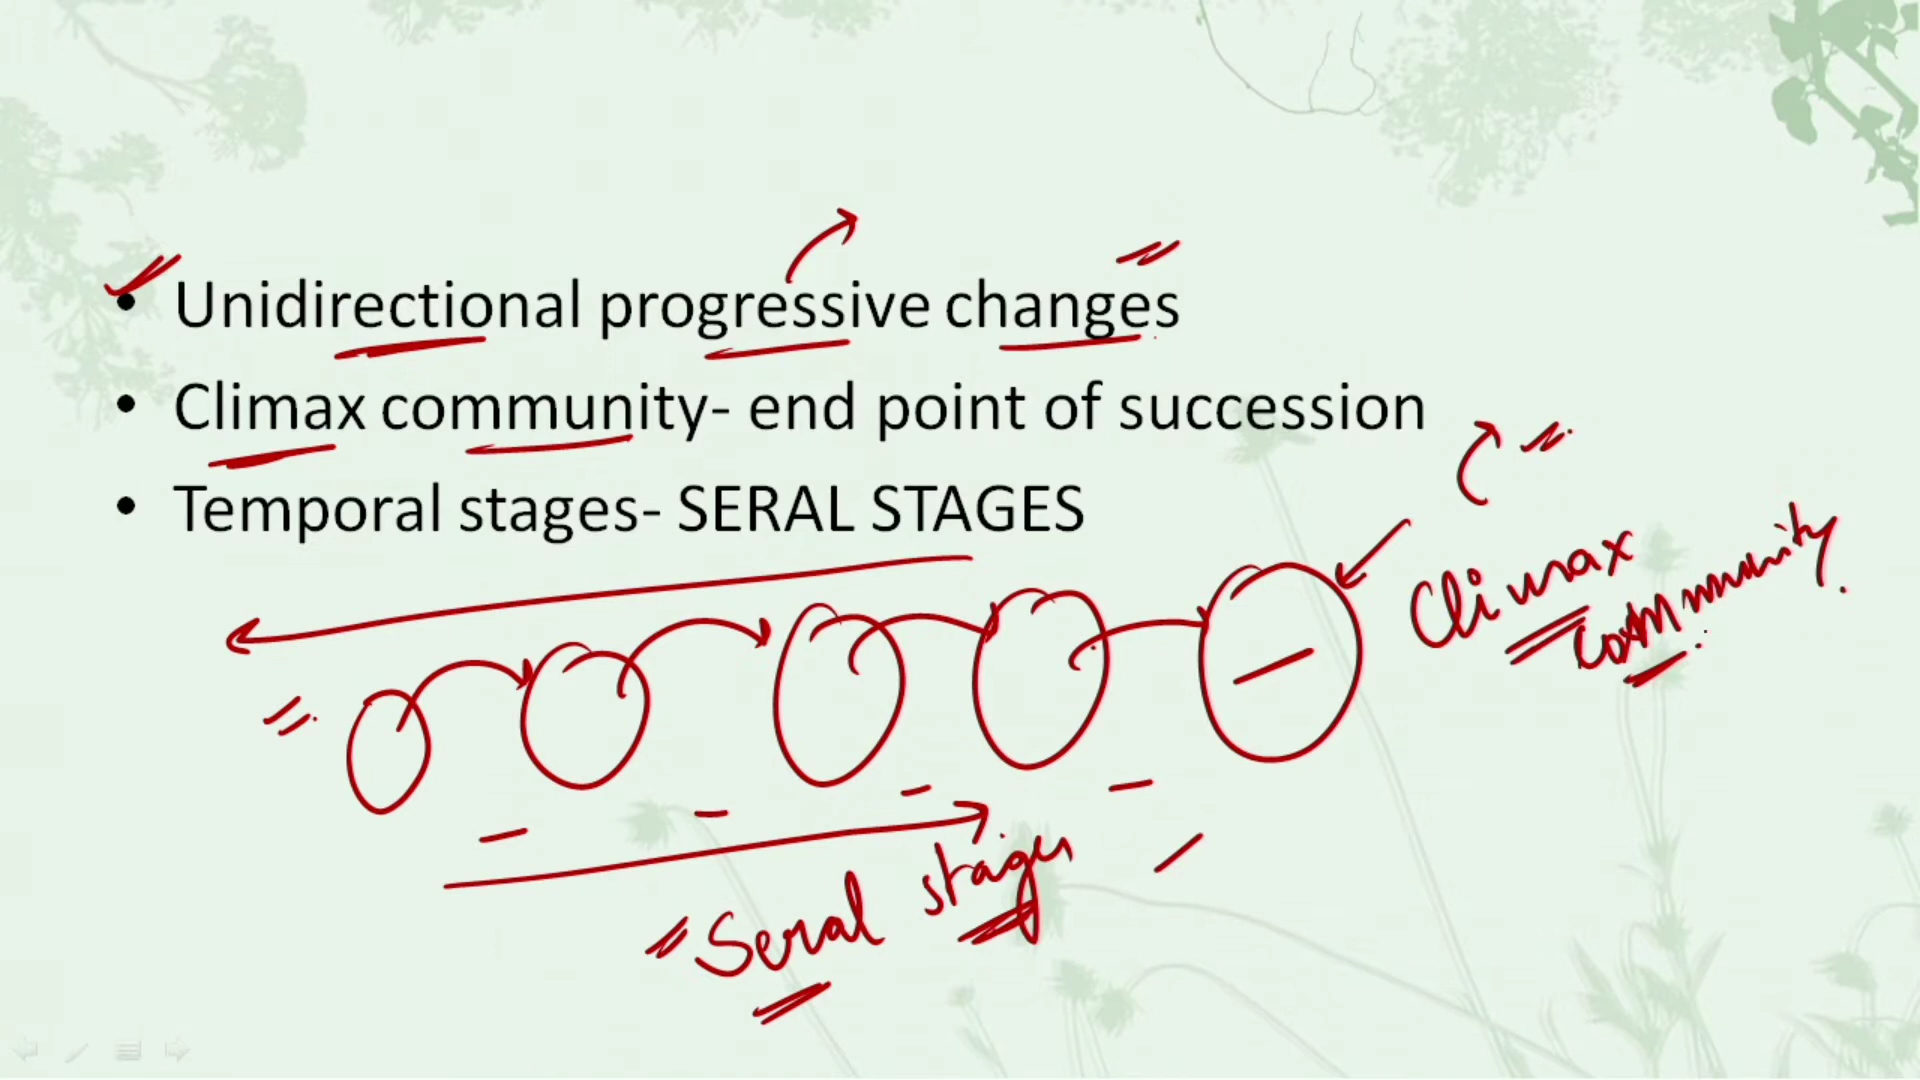 • Unidirectional progressive changes
• Climax community- end point of succession
• Temporal stages- SERAL STAGES
Climax
community
Seral stages